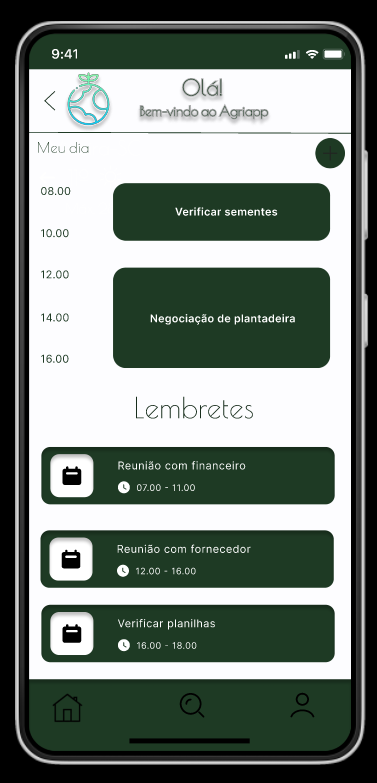 9:41
Olá!
Bem-vindo ao Agriapp
Meu dia
08.00
Verificar sementes
10.00
12.00
14.00
Negociação de plantadeira
16.00
Lembretes
Reunião com financeiro
07.00 - 11.00
Reunião com fornecedor
12.00 - 16.00
Verificar planilhas
16.00 - 18.00